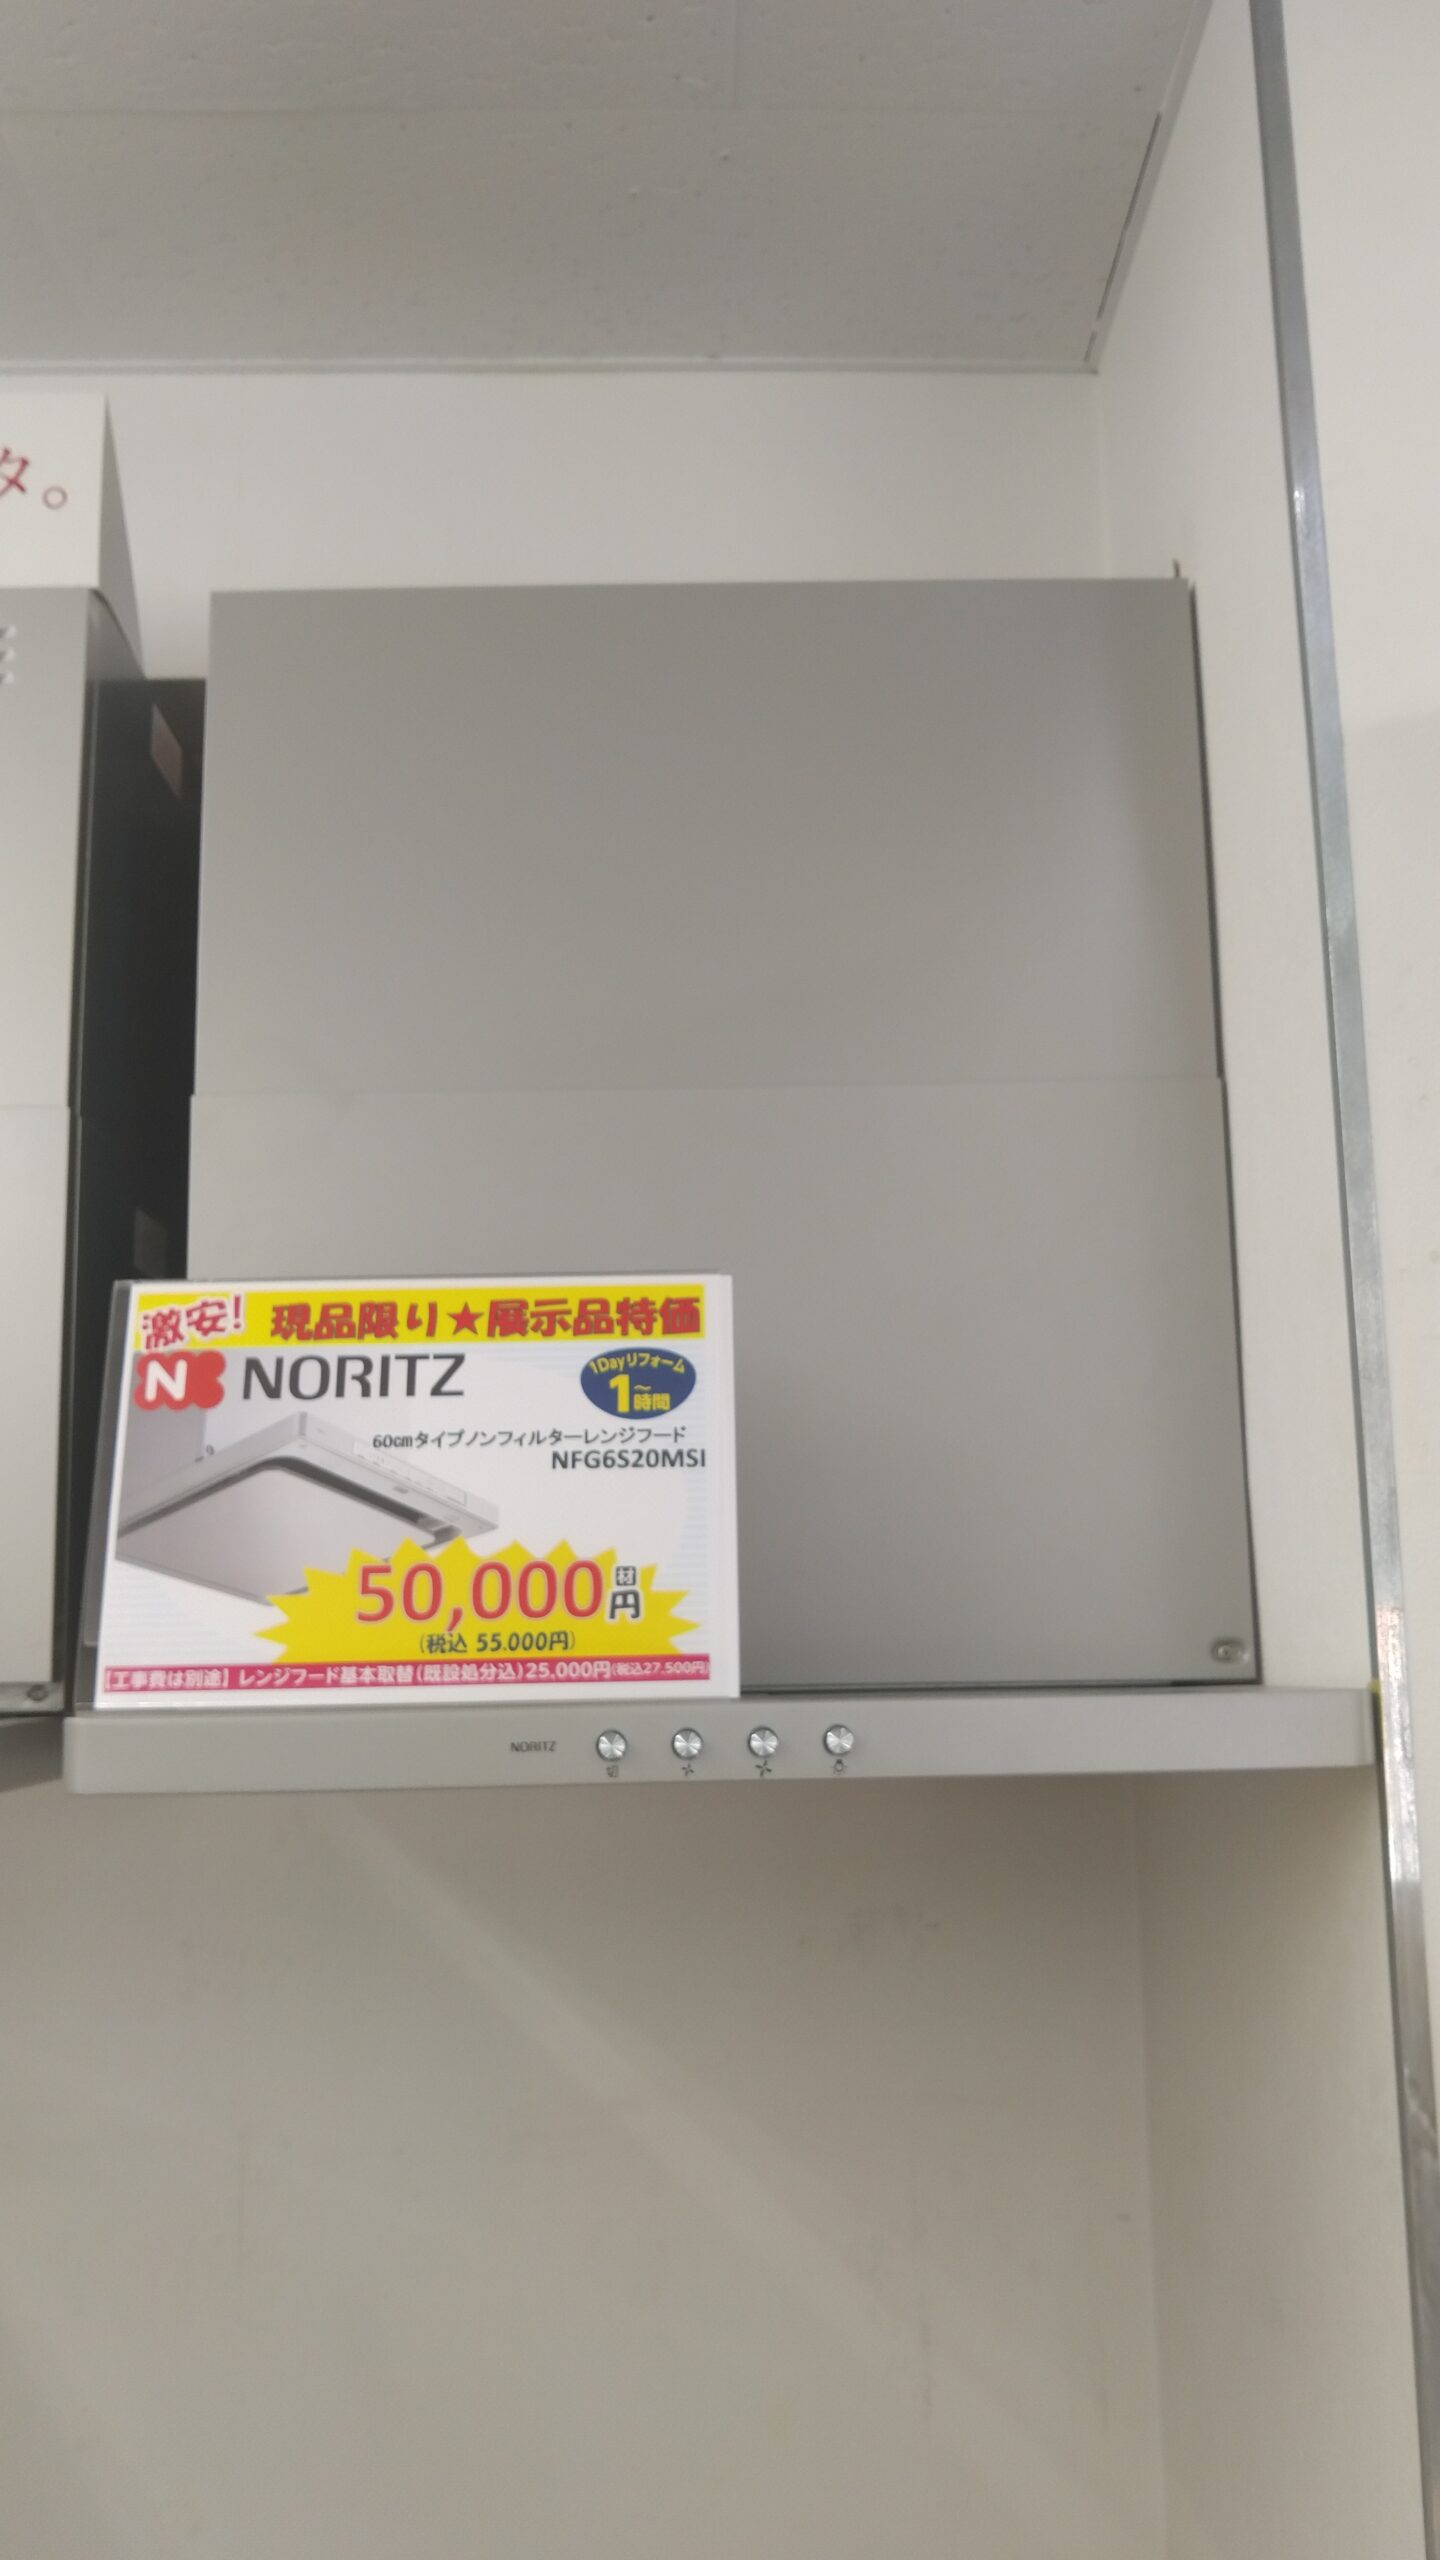 タ。
激安! 現品限り★展示品特価
N NORITZ
1Dayリフォーム
1〜
時間
60cmタイプノンフィルターレンジフード
NFG6S20MSI
50,000円
材
(税込 55,000円)
【工事費は別途】レンジフード基本取替(既設処分込)25,000円(税込27,500円)
NORITZ
切